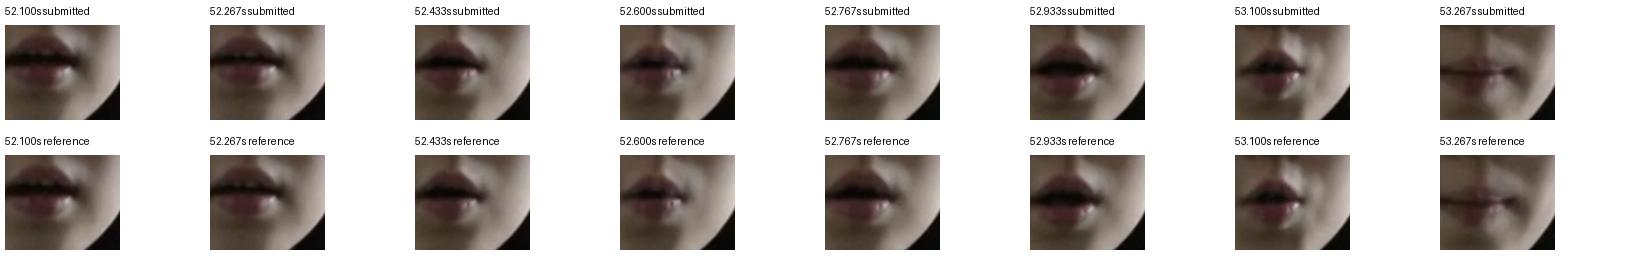 52.100s submitted 52.267s submitted 52.433s submitted 52.600s submitted 52.767s submitted 52.933s submitted 53.100s submitted 53.267s submitted
52.100s reference 52.267s reference 52.433s reference 52.600s reference 52.767s reference 52.933s reference 53.100s reference 53.267s reference